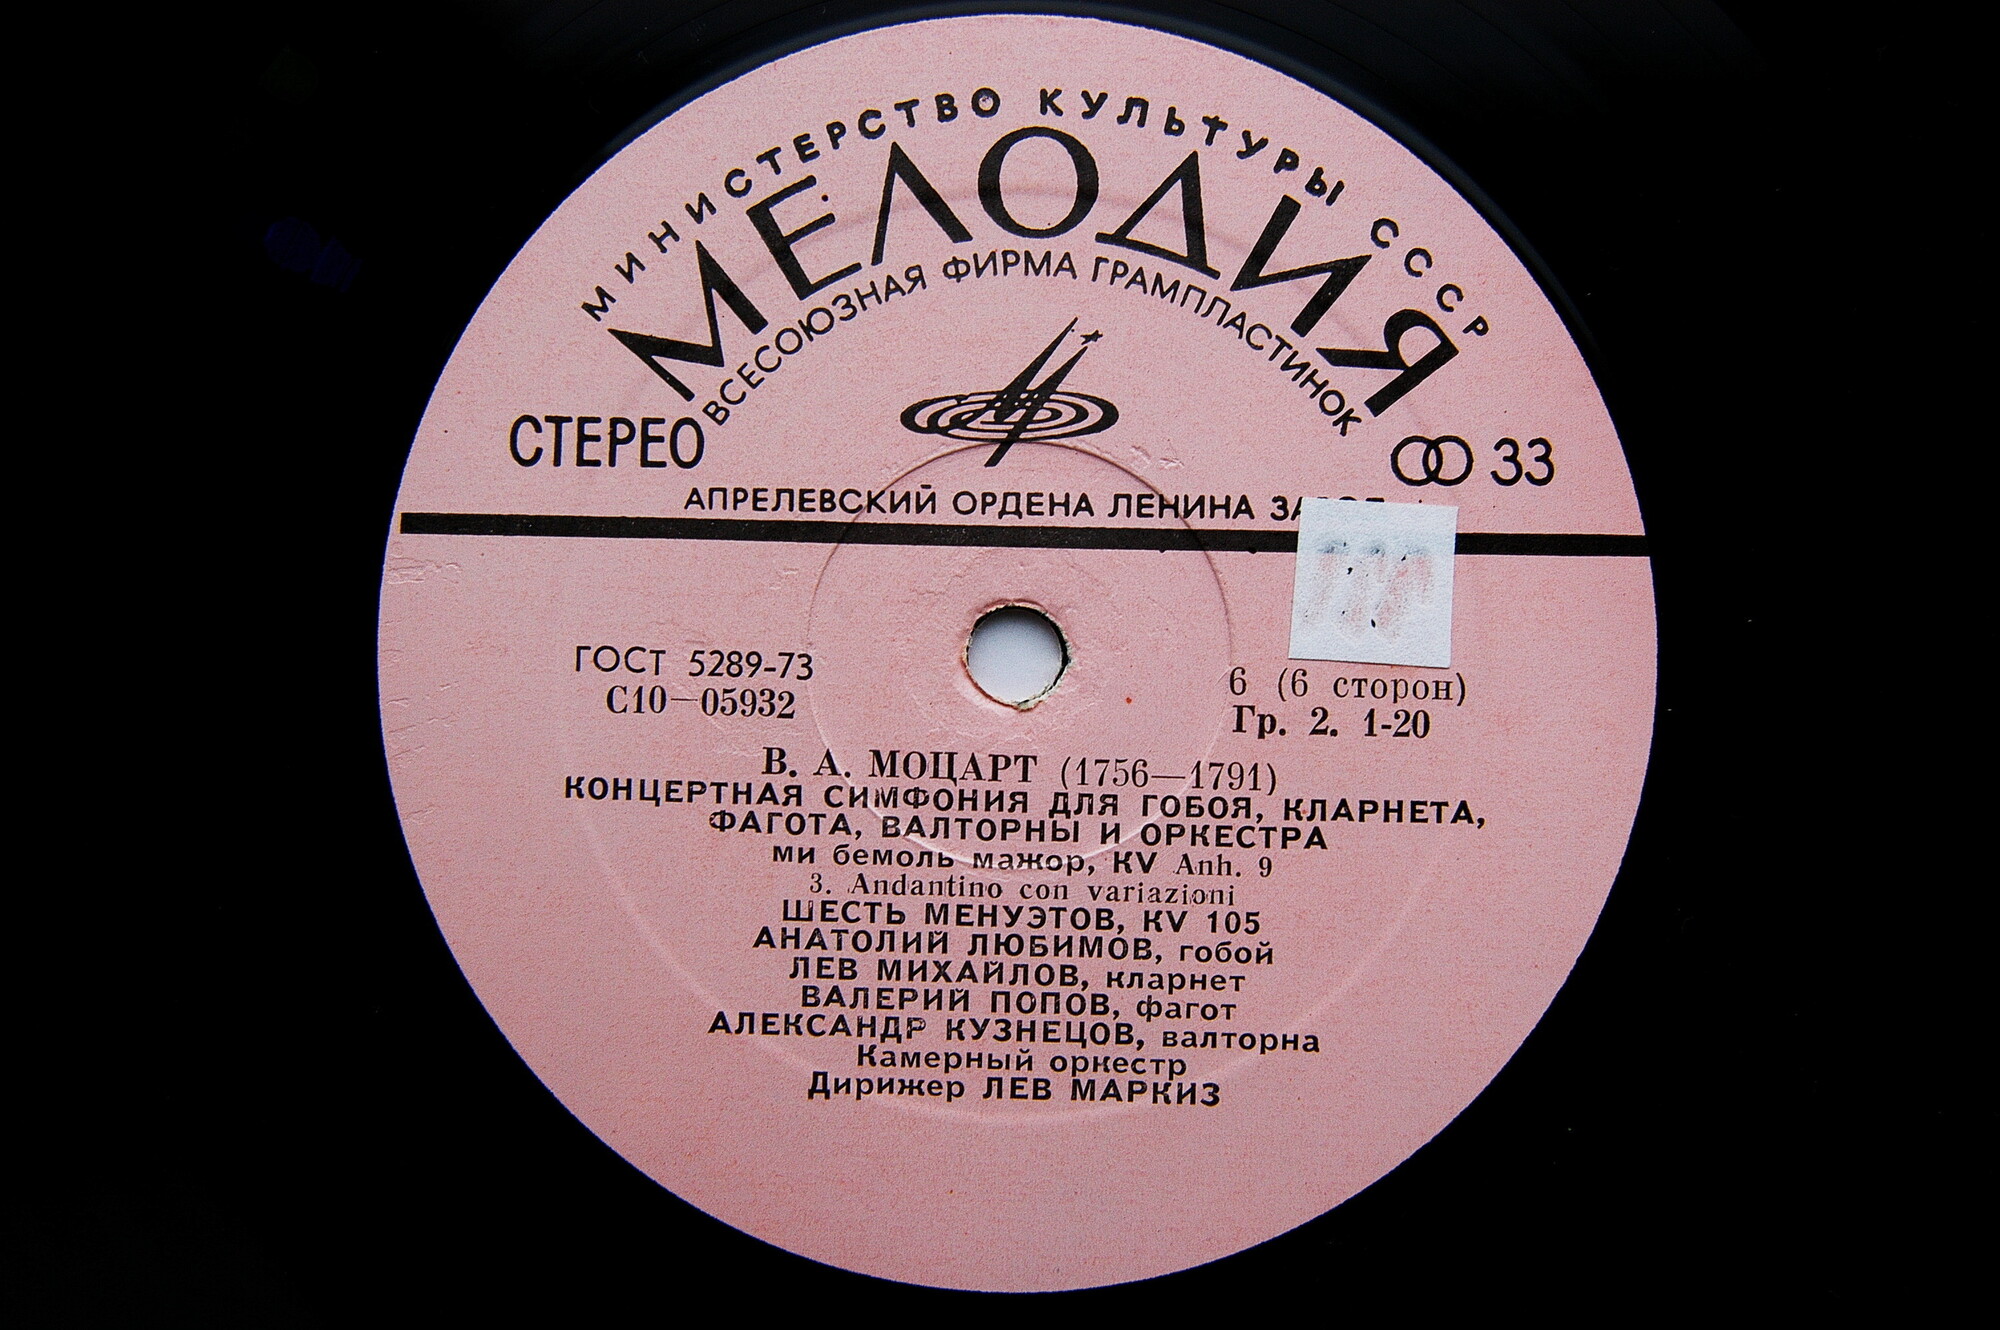 МИНИСТЕРСТВО КУЛЬТУРЫ СССР
МЕЛОДИЯ
ВСЕСОЮЗНАЯ ФИРМА ГРАМПЛАСТИНОК
СТЕРЕО
33
АПРЕЛЕВСКИЙ ОРДЕНА ЛЕНИНА
ГОСТ 5289-73
С10—05932
6 (6 сторон)
Гр. 2. 1-20
В. А. МОЦАРТ (1756—1791)
КОНЦЕРТНАЯ СИМФОНИЯ ДЛЯ ГОБОЯ, КЛАРНЕТА,
ФАГОТА, ВАЛТОРНЫ И ОРКЕСТРА
ми бемоль мажор, KV Anh. 9
3. Andantino con variazioni
ШЕСТЬ МЕНУЭТОВ, KV 105
АНАТОЛИЙ ЛЮБИМОВ, гобой
ЛЕВ МИХАЙЛОВ, кларнет
ВАЛЕРИЙ ПОПОВ, фагот
АЛЕКСАНДР КУЗНЕЦОВ, валторна
Камерный оркестр
Дирижер ЛЕВ МАРКИЗ